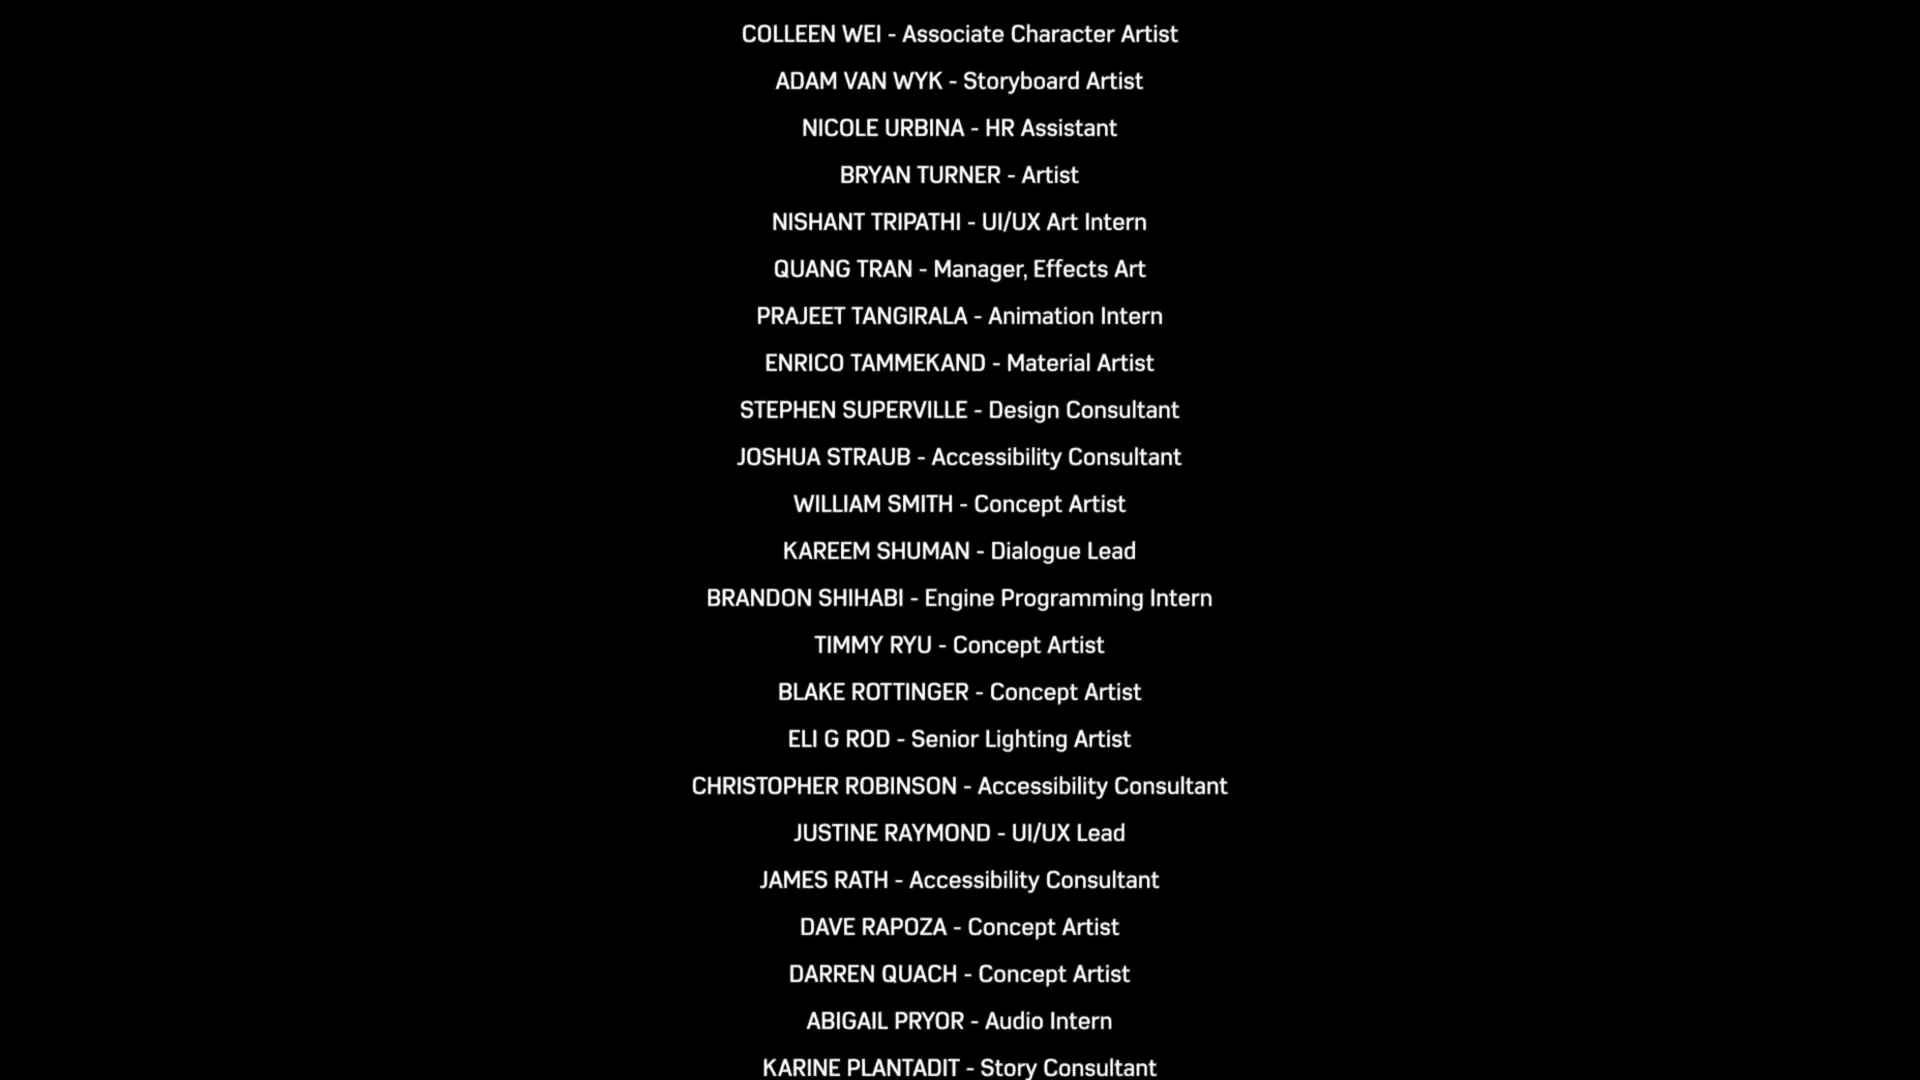 COLLEEN WEI - Associate Character Artist
ADAM VAN WYK - Storyboard Artist
NICOLE URBINA - HR Assistant
BRYAN TURNER - Artist
NISHANT TRIPATHI - UI/UX Art Intern
QUANG TRAN - Manager, Effects Art
PRAJEET TANGIRALA - Animation Intern
ENRICO TAMMEKAND - Material Artist
STEPHEN SUPERVILLE - Design Consultant
JOSHUA STRAUB - Accessibility Consultant
WILLIAM SMITH - Concept Artist
KAREEM SHUMAN - Dialogue Lead
BRANDON SHIHABI - Engine Programming Intern
TIMMY RYU - Concept Artist
BLAKE ROTTINGER - Concept Artist
ELI G ROD - Senior Lighting Artist
CHRISTOPHER ROBINSON - Accessibility Consultant
JUSTINE RAYMOND - UI/UX Lead
JAMES RATH - Accessibility Consultant
DAVE RAPOZA - Concept Artist
DARREN QUACH - Concept Artist
ABIGAIL PRYOR - Audio Intern
KARINE PLANTADIT - Story Consultant